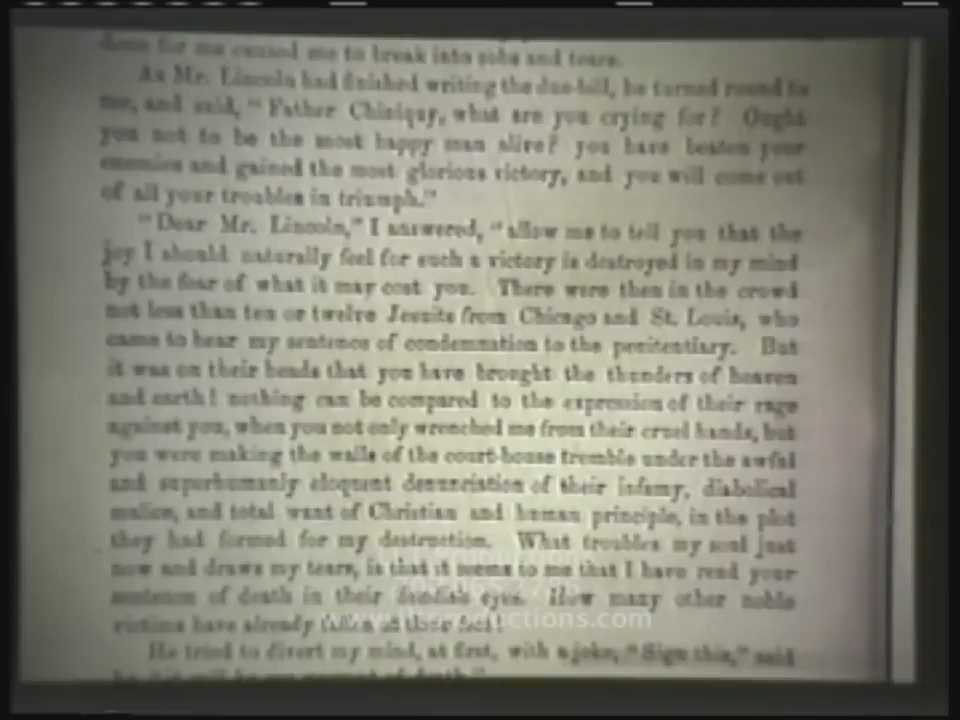 done for me caused me to break into sobs and tears.
As Mr. Lincoln had finished writing the due-bill, he turned round to
me, and said, "Father Chiniquy, what are you crying for? Ought
you not to be the most happy man alive? you have beaten your
enemies and gained the most glorious victory, and you will come out
of all your troubles in triumph."
"Dear Mr. Lincoln," I answered, "allow me to tell you that the
joy I should naturally feel for such a victory is destroyed in my mind
by the fear of what it may cost you. There were then in the crowd
not less than ten or twelve Jesuits from Chicago and St. Louis, who
came to hear my sentence of condemnation to the penitentiary. But
it was on their heads that you have brought the thunders of heaven
and earth! nothing can be compared to the expression of their rage
against you, when you not only wrenched me from their cruel hands, but
you were making the walls of the court-house tremble under the awful
and superhumanly eloquent denunciation of their infamy, diabolical
malice, and total want of Christian and human principle, in the plot
they had formed for my destruction. What troubles my soul just
now and draws my tears, is that it seems to me that I have read your
sentence of death in their fiendish eyes. How many other noble
victims have already fallen at their feet!
He tried to divert my mind, at first, with a joke, "Sign this," said
he, it will be my warrant of death."